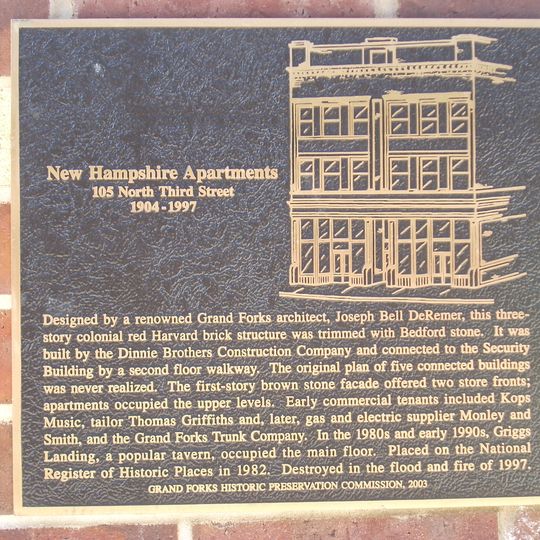 New Hampshire Apartments
105 North Third Street
1904-1997
Designed by a renowned Grand Forks architect, Joseph Bell DeRemer, this three-
story colonial red Harvard brick structure was trimmed with Bedford stone. It was
built by the Dinnie Brothers Construction Company and connected to the Security
Building by a second floor walkway. The original plan of five connected buildings
was never realized. The first-story brown stone facade offered two store fronts;
apartments occupied the upper levels. Early commercial tenants included Kops
Music, tailor Thomas Griffiths and, later, gas and electric supplier Monley and
Smith, and the Grand Forks Trunk Company. In the 1980s and early 1990s, Griggs
Landing, a popular tavern, occupied the main floor. Placed on the National
Register of Historic Places in 1982. Destroyed in the flood and fire of 1997.
GRAND FORKS HISTORIC PRESERVATION COMMISSION, 2003